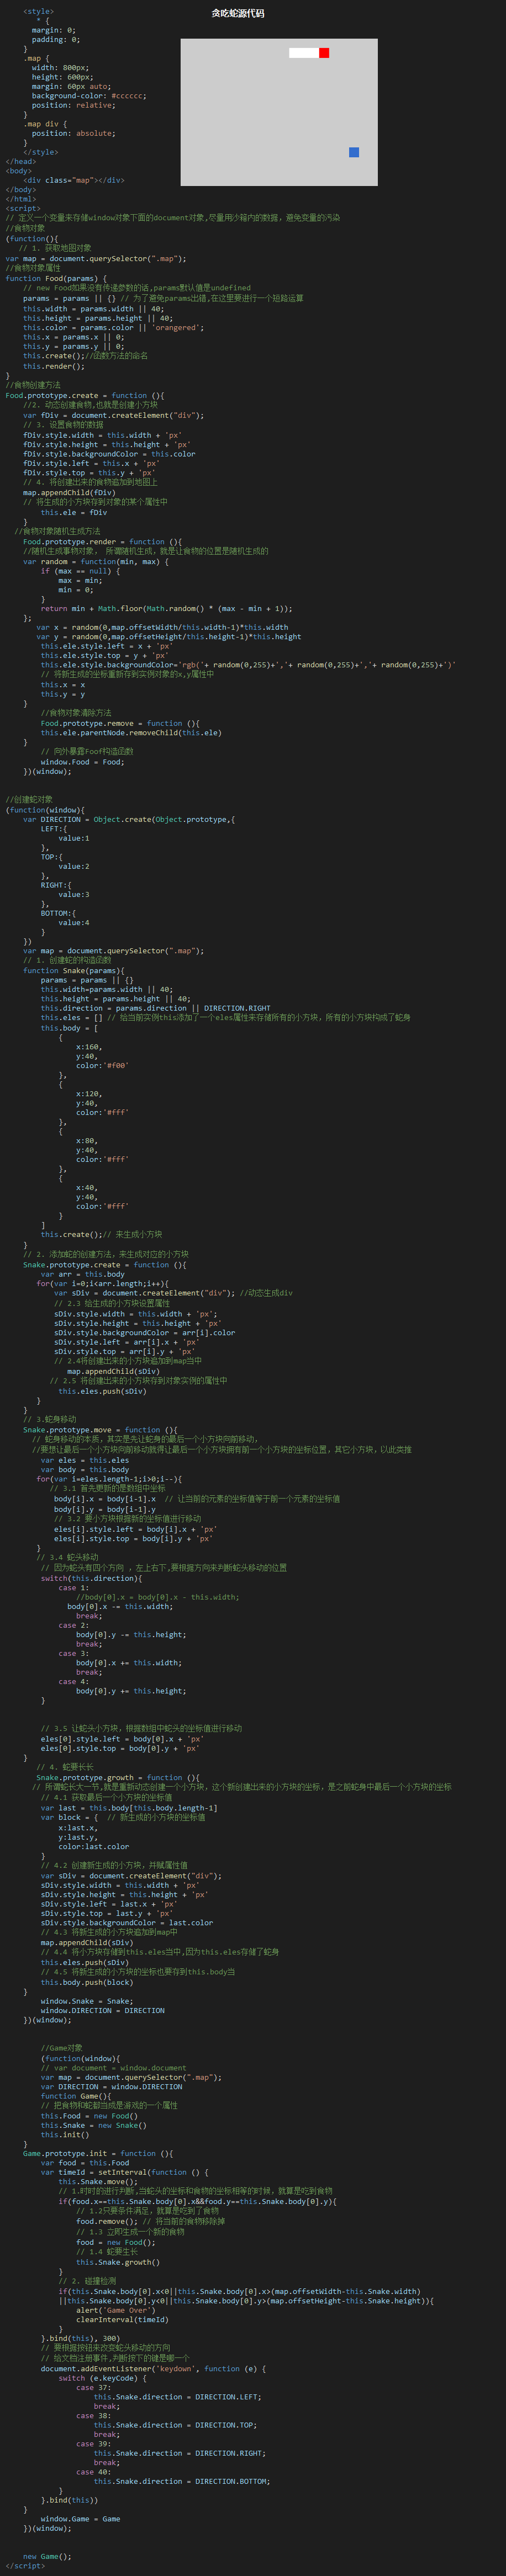 贪吃蛇源代码
<style>
* {
margin: 0;
padding: 0;
}
.map {
width: 800px;
height: 600px;
margin: 60px auto;
background-color: #cccccc;
position: relative;
}
.map div {
position: absolute;
}
</style>
</head>
<body>
<div class="map"></div>
</body>
</html>
<script>
// 定义一个变量来存储window对象下面的document对象,尽量用沙箱内的数据，避免变量的污染
//食物对象
(function(){
// 1. 获取地图对象
var map = document.querySelector(".map");
//食物对象属性
function Food(params) {
// new Food如果没有传递参数的话,params默认值是undefined
params = params || {} // 为了避免params出错,在这里要进行一个短路运算
this.width = params.width || 40;
this.height = params.height || 40;
this.color = params.color || 'orangered';
this.x = params.x || 0;
this.y = params.y || 0;
this.create();//函数方法的命名
this.render();
}
//食物创建方法
Food.prototype.create = function (){
//2. 动态创建食物,也就是创建小方块
var fDiv = document.createElement("div");
// 3. 设置食物的数据
fDiv.style.width = this.width + 'px'
fDiv.style.height = this.height + 'px'
fDiv.style.backgroundColor = this.color
fDiv.style.left = this.x + 'px'
fDiv.style.top = this.y + 'px'
// 4. 将创建出来的食物追加到地图上
map.appendChild(fDiv)
// 将生成的小方块存到对象的某个属性中
this.ele = fDiv
}
//食物对象随机生成方法
Food.prototype.render = function (){
//随机生成事物对象， 所谓随机生成，就是让食物的位置是随机生成的
var random = function(min, max) {
if (max == null) {
max = min;
min = 0;
}
return min + Math.floor(Math.random() * (max - min + 1));
};
var x = random(0,map.offsetWidth/this.width-1)*this.width
var y = random(0,map.offsetHeight/this.height-1)*this.height
this.ele.style.left = x + 'px'
this.ele.style.top = y + 'px'
this.ele.style.backgroundColor='rgb('+ random(0,255)+','+ random(0,255)+','+ random(0,255)+')'
// 将新生成的坐标重新存到实例对象的x,y属性中
this.x = x
this.y = y
}
//食物对象清除方法
Food.prototype.remove = function (){
this.ele.parentNode.removeChild(this.ele)
}
// 向外暴露Foof构造函数
window.Food = Food;
})(window);
//创建蛇对象
(function(window){
var DIRECTION = Object.create(Object.prototype,{
LEFT:{
value:1
},
TOP:{
value:2
},
RIGHT:{
value:3
},
BOTTOM:{
value:4
}
})
var map = document.querySelector(".map");
// 1. 创建蛇的构造函数
function Snake(params){
params = params || {}
this.width=params.width || 40;
this.height = params.height || 40;
this.direction = params.direction || DIRECTION.RIGHT
this.eles = [] // 给当前实例this添加了一个eles属性来存储所有的小方块，所有的小方块构成了蛇身
this.body = [
{
x:160,
y:40,
color:'#f00'
},
{
x:120,
y:40,
color:'#fff'
},
{
x:80,
y:40,
color:'#fff'
},
{
x:40,
y:40,
color:'#fff'
}
]
this.create();// 来生成小方块
}
// 2. 添加蛇的创建方法，来生成对应的小方块
Snake.prototype.create = function (){
var arr = this.body
for(var i=0;i<arr.length;i++){
var sDiv = document.createElement("div"); //动态生成div
// 2.3 给生成的小方块设置属性
sDiv.style.width = this.width + 'px';
sDiv.style.height = this.height + 'px'
sDiv.style.backgroundColor = arr[i].color
sDiv.style.left = arr[i].x + 'px'
sDiv.style.top = arr[i].y + 'px'
// 2.4将创建出来的小方块追加到map当中
map.appendChild(sDiv)
// 2.5 将创建出来的小方块存到对象实例的属性中
this.eles.push(sDiv)
}
}
// 3.蛇身移动
Snake.prototype.move = function (){
// 蛇身移动的本质，其实是先让蛇身的最后一个小方块向前移动，
//要想让最后一个小方块向前移动就得让最后一个小方块拥有前一个小方块的坐标位置，其它小方块，以此类推
var eles = this.eles
var body = this.body
for(var i=eles.length-1;i>0;i--){
// 3.1 首先更新的是数组中坐标
body[i].x = body[i-1].x // 让当前的元素的坐标值等于前一个元素的坐标值
body[i].y = body[i-1].y
// 3.2 要小方块根据新的坐标值进行移动
eles[i].style.left = body[i].x + 'px'
eles[i].style.top = body[i].y + 'px'
}
// 3.4 蛇头移动
// 因为蛇头有四个方向 ，左上右下,要根据方向来判断蛇头移动的位置
switch(this.direction){
case 1:
//body[0].x = body[0].x - this.width;
body[0].x -= this.width;
break;
case 2:
body[0].y -= this.height;
break;
case 3:
body[0].x += this.width;
break;
case 4:
body[0].y += this.height;
}
// 3.5 让蛇头小方块，根据数组中蛇头的坐标值进行移动
eles[0].style.left = body[0].x + 'px'
eles[0].style.top = body[0].y + 'px'
}
// 4. 蛇要长长
Snake.prototype.growth = function (){
// 所谓蛇长大一节,就是重新动态创建一个小方块，这个新创建出来的小方块的坐标，是之前蛇身中最后一个小方块的坐标
// 4.1 获取最后一个小方块的坐标值
var last = this.body[this.body.length-1]
var block = { // 新生成的小方块的坐标值
x:last.x,
y:last.y,
color:last.color
}
// 4.2 创建新生成的小方块，并赋属性值
var sDiv = document.createElement("div");
sDiv.style.width = this.width + 'px'
sDiv.style.height = this.height + 'px'
sDiv.style.left = last.x + 'px'
sDiv.style.top = last.y + 'px'
sDiv.style.backgroundColor = last.color
// 4.3 将新生成的小方块追加到map中
map.appendChild(sDiv)
// 4.4 将小方块存储到this.eles当中,因为this.eles存储了蛇身
this.eles.push(sDiv)
// 4.5 将新生成的小方块的坐标也要存到this.body当
this.body.push(block)
}
window.Snake = Snake;
window.DIRECTION = DIRECTION
})(window);
//Game对象
(function(window){
// var document = window.document
var map = document.querySelector(".map");
var DIRECTION = window.DIRECTION
function Game(){
// 把食物和蛇都当成是游戏的一个属性
this.Food = new Food()
this.Snake = new Snake()
this.init()
}
Game.prototype.init = function (){
var food = this.Food
var timeId = setInterval(function () {
this.Snake.move();
// 1.时时的进行判断,当蛇头的坐标和食物的坐标相等的时候，就算是吃到食物
if(food.x==this.Snake.body[0].x&&food.y==this.Snake.body[0].y){
// 1.2只要条件满足，就算是吃到了食物
food.remove(); // 将当前的食物移除掉
// 1.3 立即生成一个新的食物
food = new Food();
// 1.4 蛇要生长
this.Snake.growth()
}
// 2. 碰撞检测
if(this.Snake.body[0].x<0||this.Snake.body[0].x>(map.offsetWidth-this.Snake.width)
||this.Snake.body[0].y<0||this.Snake.body[0].y>(map.offsetHeight-this.Snake.height)){
alert('Game Over')
clearInterval(timeId)
}
}.bind(this), 300)
// 要根据按钮来改变蛇头移动的方向
// 给文档注册事件,判断按下的键是哪一个
document.addEventListener('keydown', function (e) {
switch (e.keyCode) {
case 37:
this.Snake.direction = DIRECTION.LEFT;
break;
case 38:
this.Snake.direction = DIRECTION.TOP;
break;
case 39:
this.Snake.direction = DIRECTION.RIGHT;
break;
case 40:
this.Snake.direction = DIRECTION.BOTTOM;
}
}.bind(this))
}
window.Game = Game
})(window);
new Game();
</script>